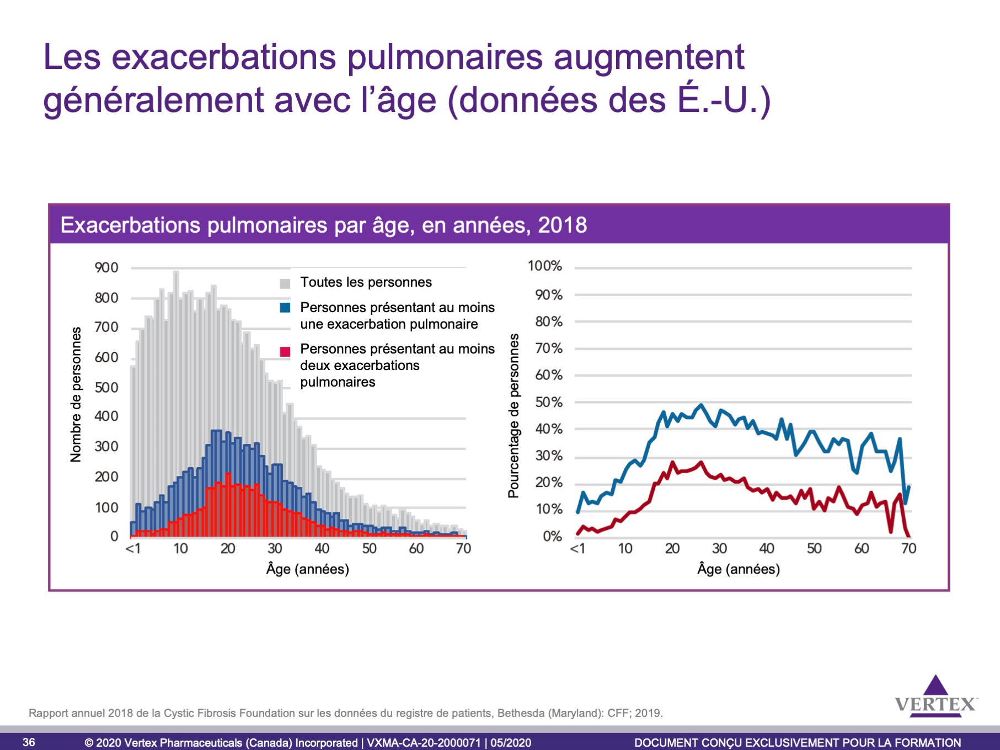 Les exacerbations pulmonaires augmentent
généralement avec l’âge (données des É.-U.)
Exacerbations pulmonaires par âge, en années, 2018
Nombre de personnes
900
800
700
600
500
400
300
200
100
0
<1
10
20
30
40
50
60
70
Âge (années)
Toutes les personnes
Personnes présentant au moins
une exacerbation pulmonaire
Personnes présentant au moins
deux exacerbations
pulmonaires
Pourcentage de personnes
100%
90%
80%
70%
60%
50%
40%
30%
20%
10%
0%
<1
10
20
30
40
50
60
70
Âge (années)
VERTEX
Rapport annuel 2018 de la Cystic Fibrosis Foundation sur les données du registre de patients, Bethesda (Maryland): CFF; 2019.
36
© 2020 Vertex Pharmaceuticals (Canada) Incorporated | VXMA-CA-20-2000071 | 05/2020
DOCUMENT CONÇU EXCLUSIVEMENT POUR LA FORMATION